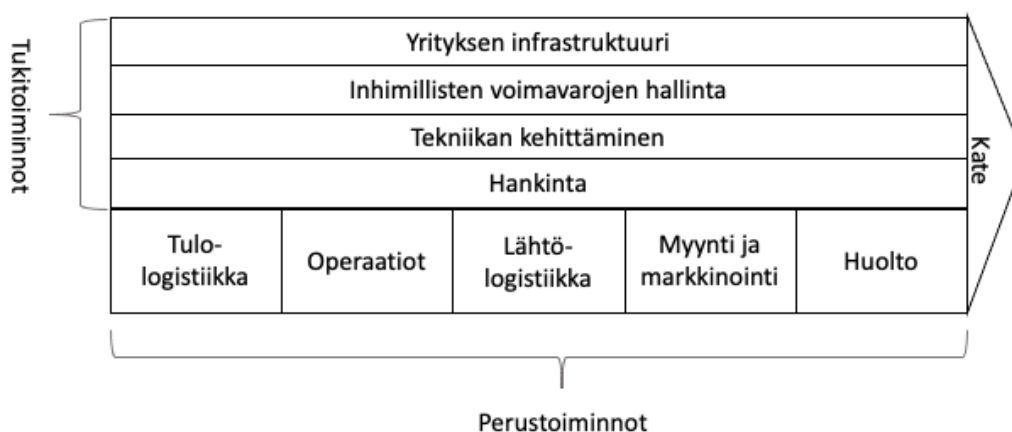 Tukitoiminnot
Yrityksen infrastruktuuri
Inhimillisten voimavarojen hallinta
Tekniikan kehittäminen
Hankinta
Kate
Tulo-
logistiikka
Operaatiot
Lähtö-
logistiikka
Myynti ja
markkinointi
Huolto
Perustoiminnot